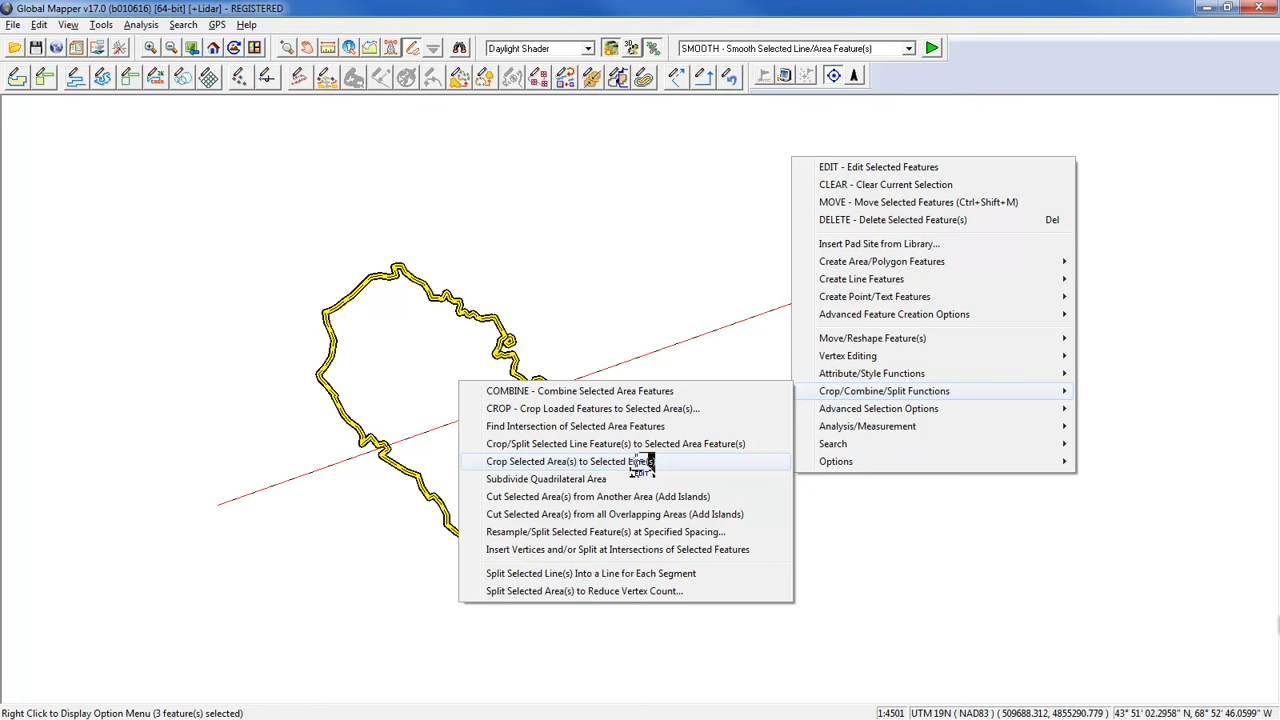 Global Mapper v17.0 (b010616) [64-bit] [+Lidar] - REGISTERED
File Edit View Tools Analysis Search GPS Help
Daylight Shader
SMOOTH - Smooth Selected Line/Area Feature(s)
EDIT - Edit Selected Features
CLEAR - Clear Current Selection
MOVE - Move Selected Features (Ctrl+Shift+M)
DELETE - Delete Selected Feature(s) Del
Insert Pad Site from Library...
Create Area/Polygon Features
Create Line Features
Create Point/Text Features
Advanced Feature Creation Options
Move/Reshape Feature(s)
Vertex Editing
Attribute/Style Functions
Crop/Combine/Split Functions
Advanced Selection Options
Analysis/Measurement
Search
Options
COMBINE - Combine Selected Area Features
CROP - Crop Loaded Features to Selected Area(s)...
Find Intersection of Selected Area Features
Crop/Split Selected Line Feature(s) to Selected Area Feature(s)
Crop Selected Area(s) to Selected
EDIT
Subdivide Quadrilateral Area
Cut Selected Area(s) from Another Area (Add Islands)
Cut Selected Area(s) from all Overlapping Areas (Add Islands)
Resample/Split Selected Feature(s) at Specified Spacing...
Insert Vertices and/or Split at Intersections of Selected Features
Split Selected Line(s) Into a Line for Each Segment
Split Selected Area(s) to Reduce Vertex Count...
Right Click to Display Option Menu (3 feature(s) selected)
1:4501 UTM 19N (NAD83) (509688.312, 4855290.779) 43° 51' 02.2958" N, 68° 52' 46.0599" W